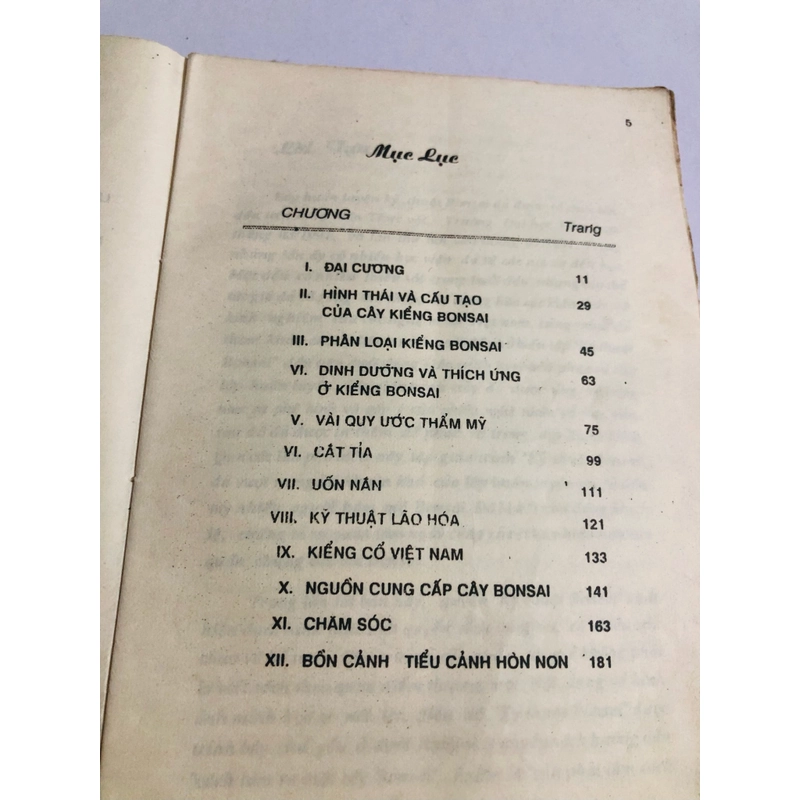 5
Mục Lục
CHƯƠNG Trang
I. ĐẠI CƯƠNG 11
II. HÌNH THÁI VÀ CẤU TẠO
CỦA CÂY KIỂNG BONSAI 29
III. PHÂN LOẠI KIỂNG BONSAI 45
VI. DINH DƯỠNG VÀ THÍCH ỨNG
Ở KIỂNG BONSAI 63
V. VÀI QUY ƯỚC THẨM MỸ 75
VI. CẮT TỈA 99
VII. UỐN NẮN 111
VIII. KỸ THUẬT LÃO HÓA 121
IX. KIỂNG CỔ VIỆT NAM 133
X. NGUỒN CUNG CẤP CÂY BONSAI 141
XI. CHĂM SÓC 163
XII. BỒN CẢNH TIỂU CẢNH HÒN NON 181